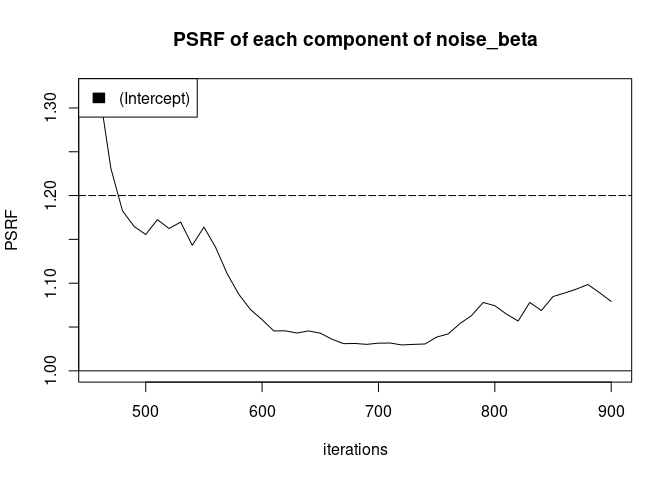 PSRF of each component of noise_beta
(Intercept)
PSRF
1.30
1.20
1.10
1.00
500 600 700 800 900
iterations